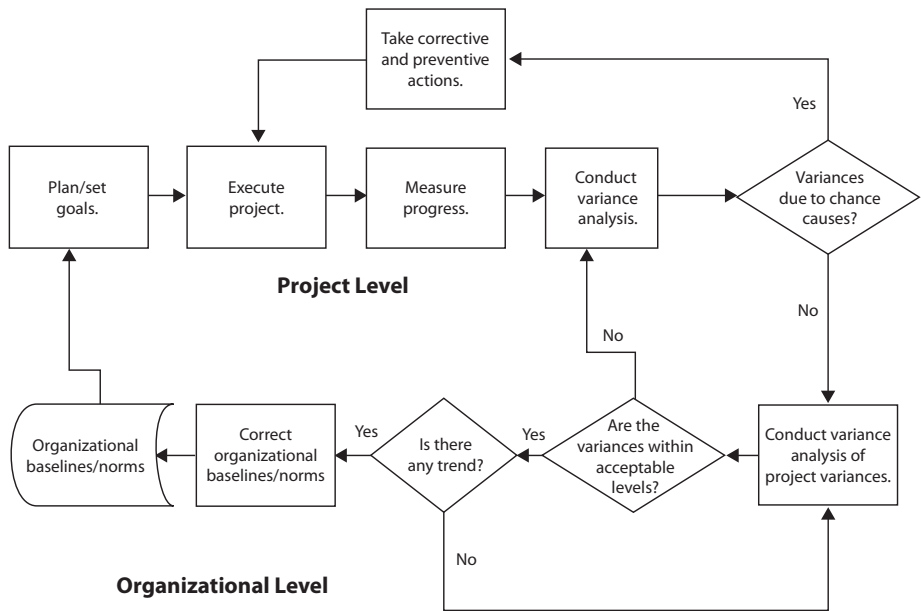 Take corrective
and preventive
actions.
Yes
Plan/set
goals.
Execute
project.
Measure
progress.
Conduct
variance
analysis.
Variances
due to chance
causes?
Project Level
No
No
Organizational
baselines/norms
Correct
organizational
baselines/norms
Yes
Is there
any trend?
Yes
Are the
variances within
acceptable
levels?
Conduct variance
analysis of
project variances.
No
Organizational Level